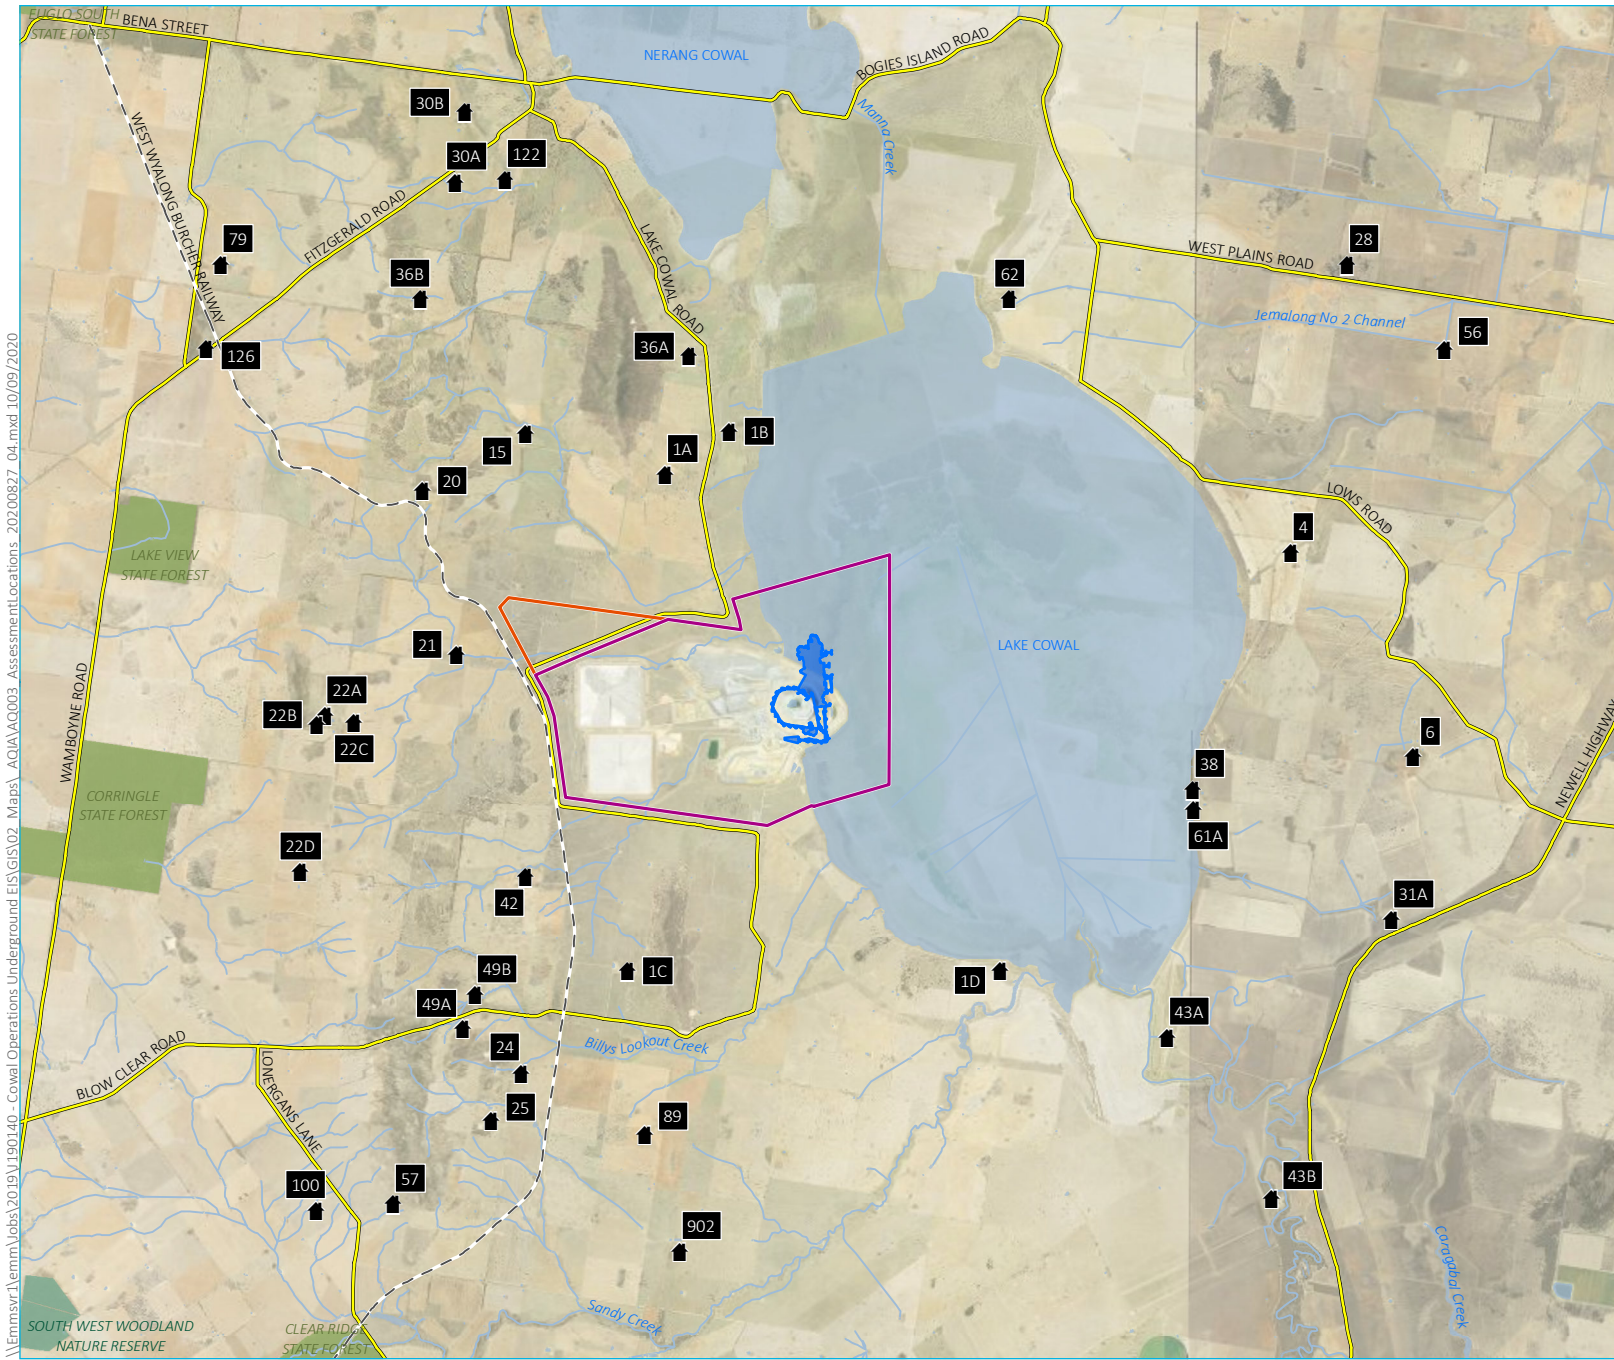 EUGLO SOUTH
STATE FOREST
BENA STREET
NERANG COWAL
BOGIES ISLAND ROAD
30B
Manna Creek
WEST WYALONG BURCHER RAILWAY
30A
122
FITZGERALD ROAD
79
LAKE COWAL ROAD
28
WEST PLAINS ROAD
36B
62
Jemalong No 2 Channel
56
36A
126
1B
1A
15
20
LOWS ROAD
4
LAKE VIEW
STATE FOREST
21
LAKE COWAL
22A
22B
22C
WAMBOYNE ROAD
6
NEWELL HIGHWAY
38
CORRINGLE
STATE FOREST
61A
22D
42
31A
49B
1C
1D
49A
43A
BLOW CLEAR ROAD
24
Billys Lookout Creek
LONERGANS LANE
25
89
100
57
43B
902
Caragabal Creek
Sandy Creek
SOUTH WEST WOODLAND
NATURE RESERVE
CLEAR RIDGE
STATE FOREST
\\Emmsvr1\emm\Jobs\2019\J190140 - Cowal Operations Underground EIS\GIS\02_Maps\_AQIA\AQ003_AssessmentLocations_20200827_04.mxd 10/09/2020